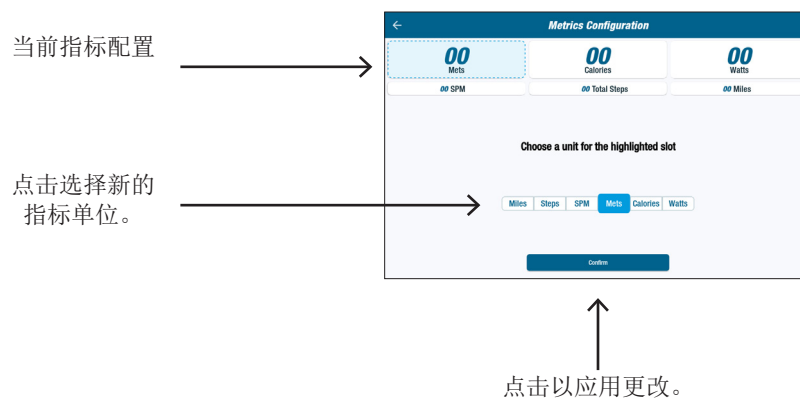 Metrics Configuration
当前指标配置
00 00 00
Mets Calories Watts
00 SPM 00 Total Steps 00 Miles
Choose a unit for the highlighted slot
点击选择新的
指标单位。
Miles Steps SPM Mets Calories Watts
Confirm
点击以应用更改。